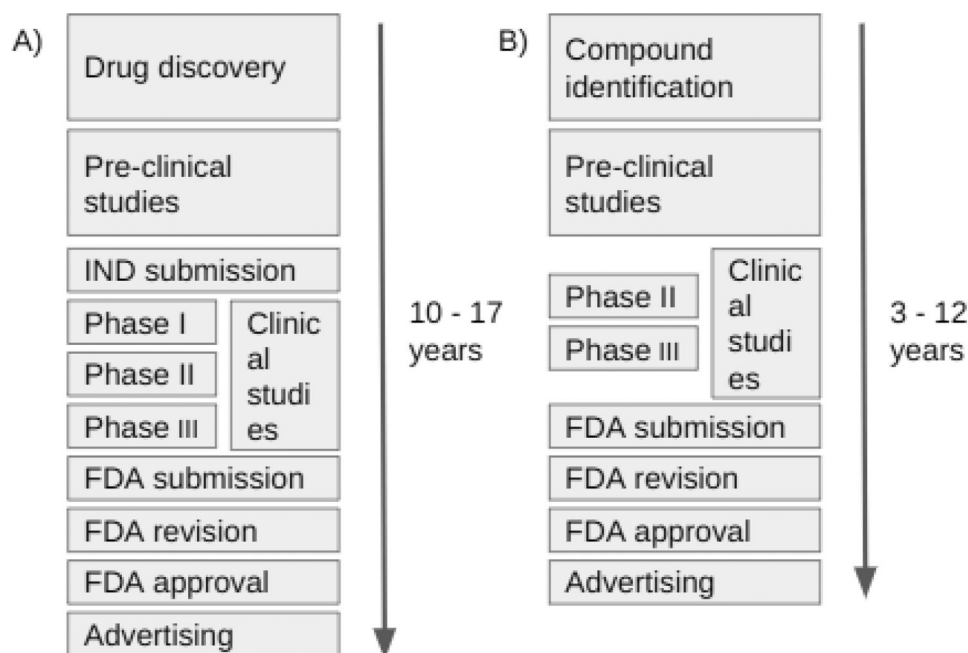 A)
Drug discovery
Pre-clinical
studies
IND submission
Phase I
Phase II
Phase III
Clinic
al
studi
es
FDA submission
FDA revision
FDA approval
Advertising
10 - 17
years
B)
Compound
identification
Pre-clinical
studies
Phase II
Phase III
Clinic
al
studi
es
FDA submission
FDA revision
FDA approval
Advertising
3 - 12
years